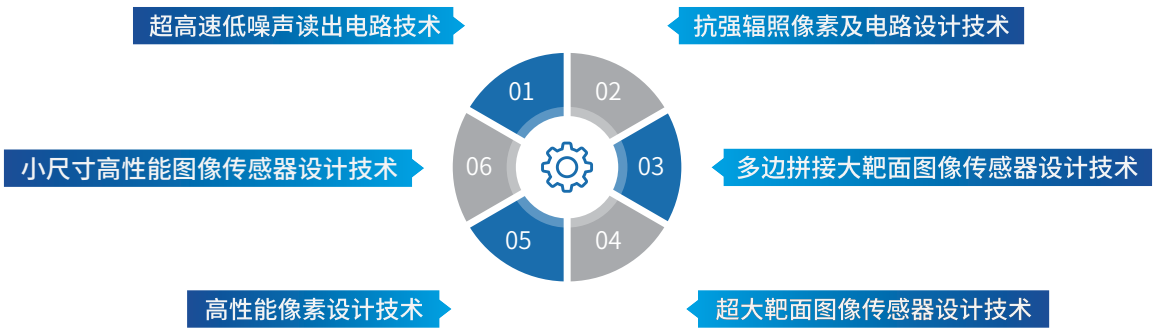 超高速低噪声读出电路技术
抗强辐照像素及电路设计技术
01
02
小尺寸高性能图像传感器设计技术
06
03
多边拼接大靶面图像传感器设计技术
05
04
高性能像素设计技术
超大靶面图像传感器设计技术